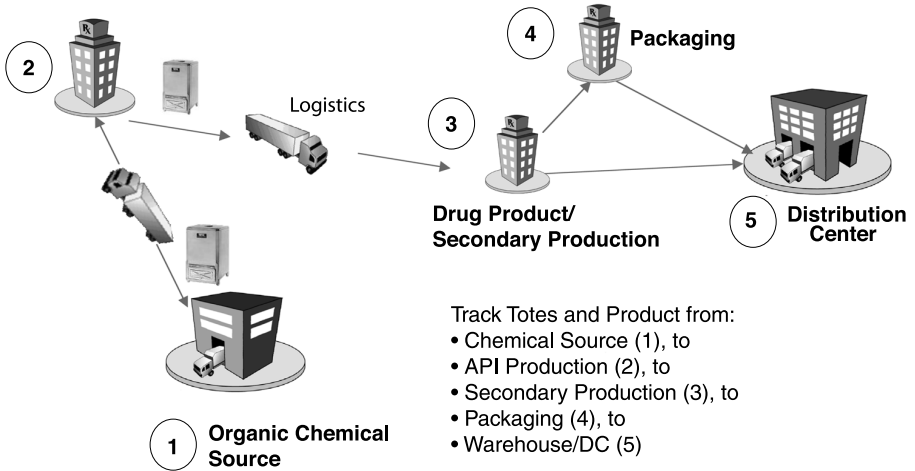 4
Packaging
2
Logistics
3
Drug Product/
Secondary Production
5
Distribution
Center
Track Totes and Product from:
• Chemical Source (1), to
• API Production (2), to
• Secondary Production (3), to
• Packaging (4), to
• Warehouse/DC (5)
1
Organic Chemical
Source